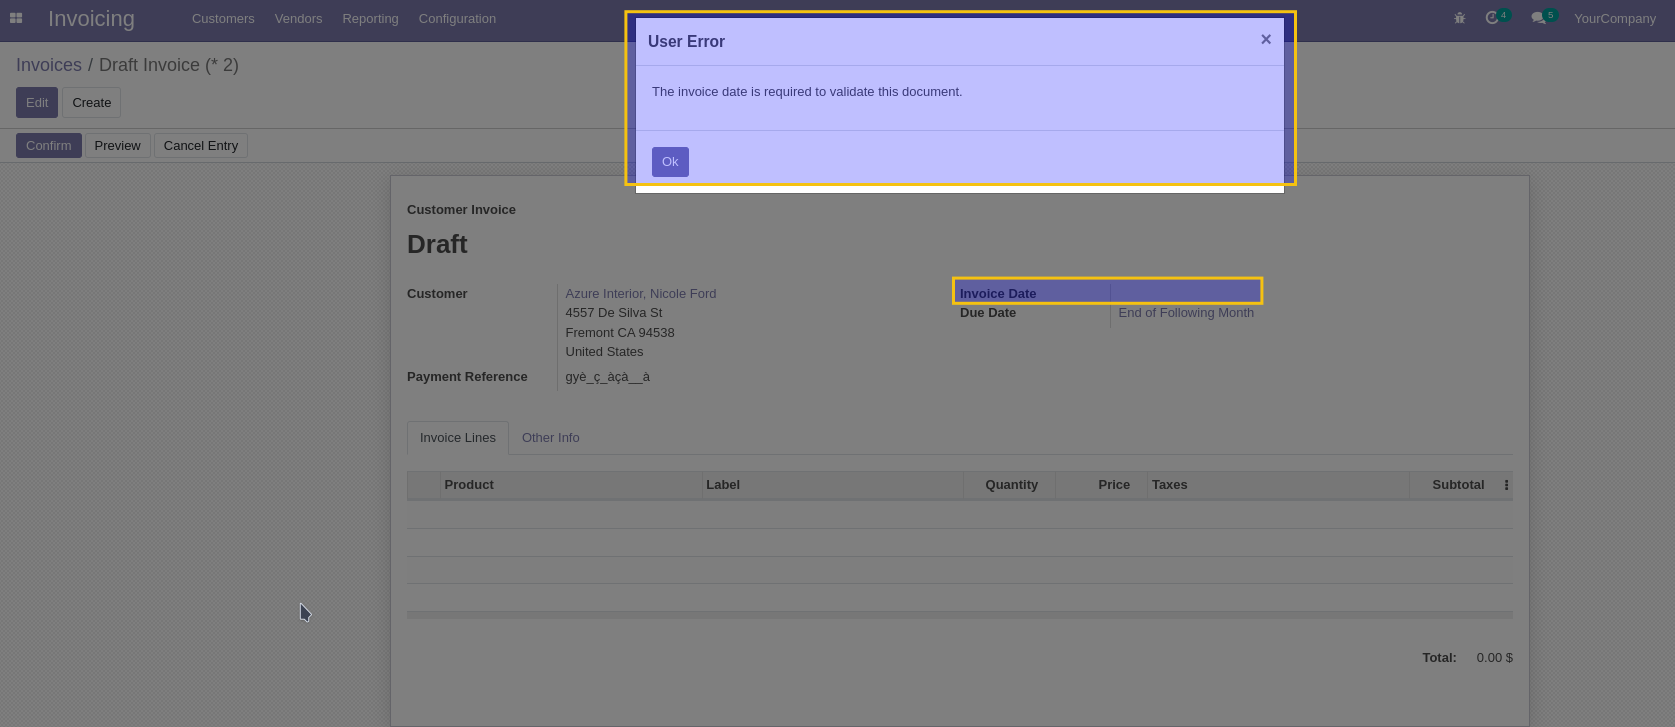 Invoicing Customers Vendors Reporting Configuration 4 5 YourCompany
Invoices / Draft Invoice (* 2)
Edit Create
Confirm Preview Cancel Entry
User Error ×
The invoice date is required to validate this document.
Ok
Customer Invoice
Draft
Customer Azure Interior, Nicole Ford Invoice Date
4557 De Silva St Due Date End of Following Month
Fremont CA 94538
United States
Payment Reference gyè_ç_àçà__à
Invoice Lines Other Info
Product Label Quantity Price Taxes Subtotal
Total: 0.00 $